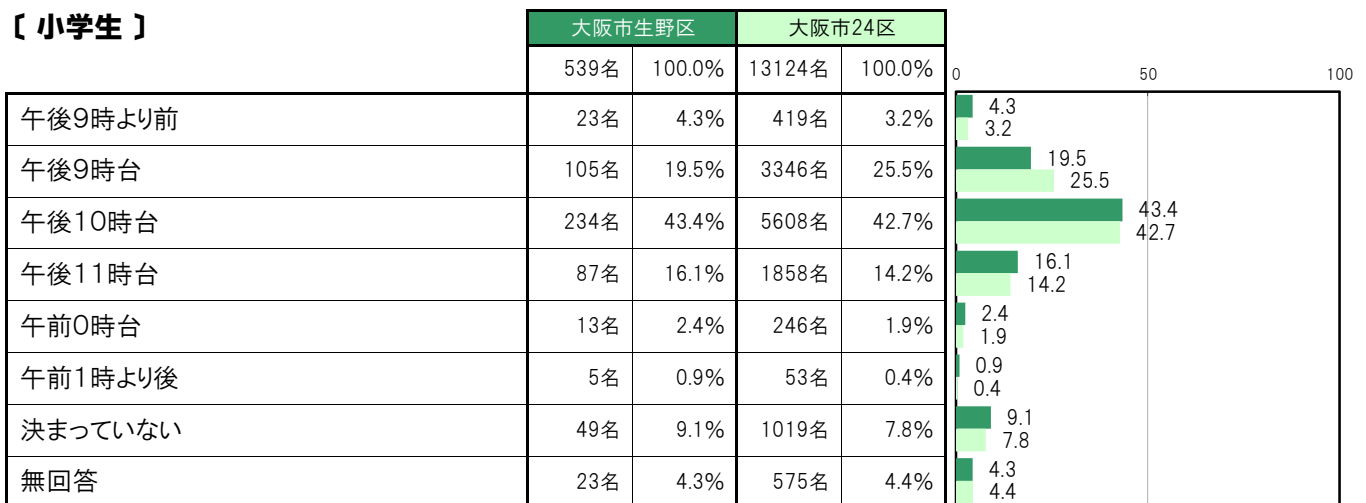 〔 小学生 〕
大阪市生野区 大阪市24区
539名 100.0% 13124名 100.0%
0 50 100
午後9時より前 23名 4.3% 419名 3.2% 4.3
3.2
午後9時台 105名 19.5% 3346名 25.5% 19.5
25.5
午後10時台 234名 43.4% 5608名 42.7% 43.4
42.7
午後11時台 87名 16.1% 1858名 14.2% 16.1
14.2
午前0時台 13名 2.4% 246名 1.9% 2.4
1.9
午前1時より後 5名 0.9% 53名 0.4% 0.9
0.4
決まっていない 49名 9.1% 1019名 7.8% 9.1
7.8
無回答 23名 4.3% 575名 4.4% 4.3
4.4